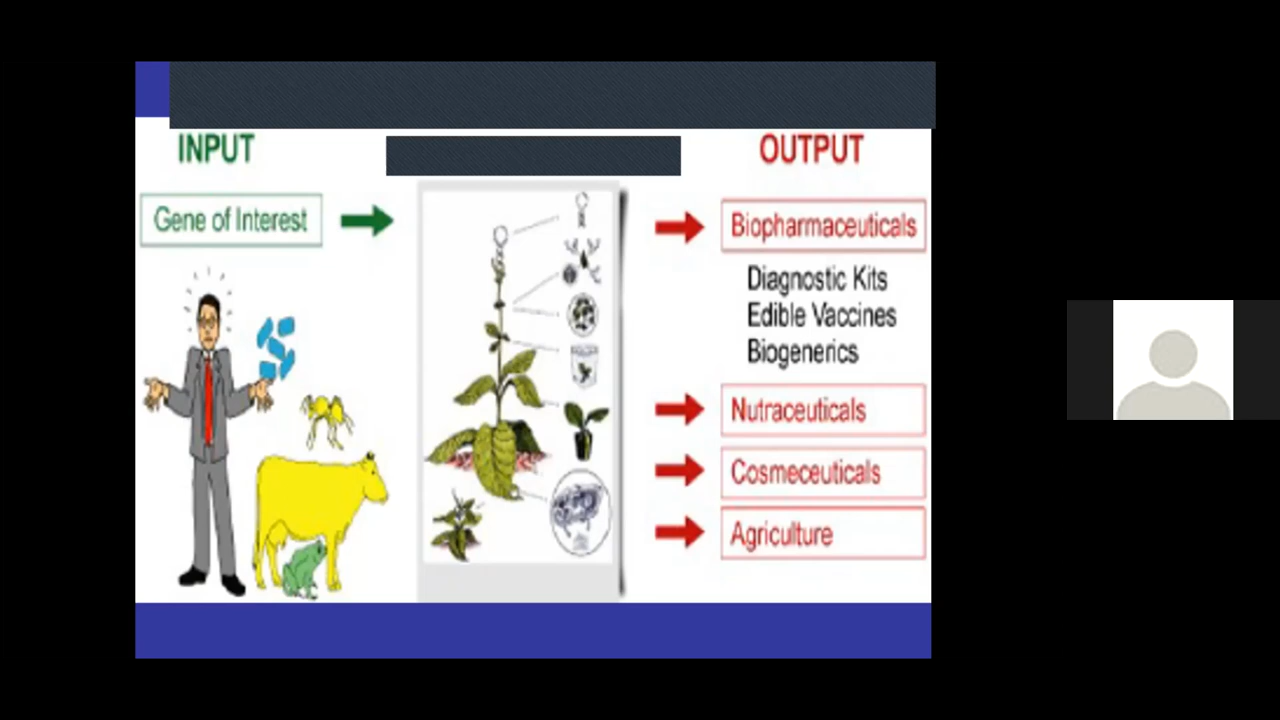 INPUT
OUTPUT
Gene of Interest
Biopharmaceuticals
Diagnostic Kits
Edible Vaccines
Biogenerics
Nutraceuticals
Cosmeceuticals
Agriculture